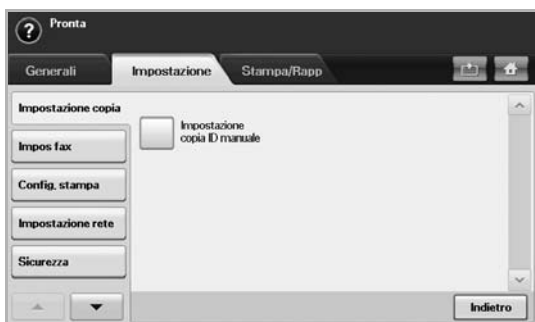 Pronta
Generali
Impostazione
Stampa/Rapp
Impostazione copia
Impostazione
copia ID manuale
Impos fax
Config. stampa
Impostazione rete
Sicurezza
Indietro